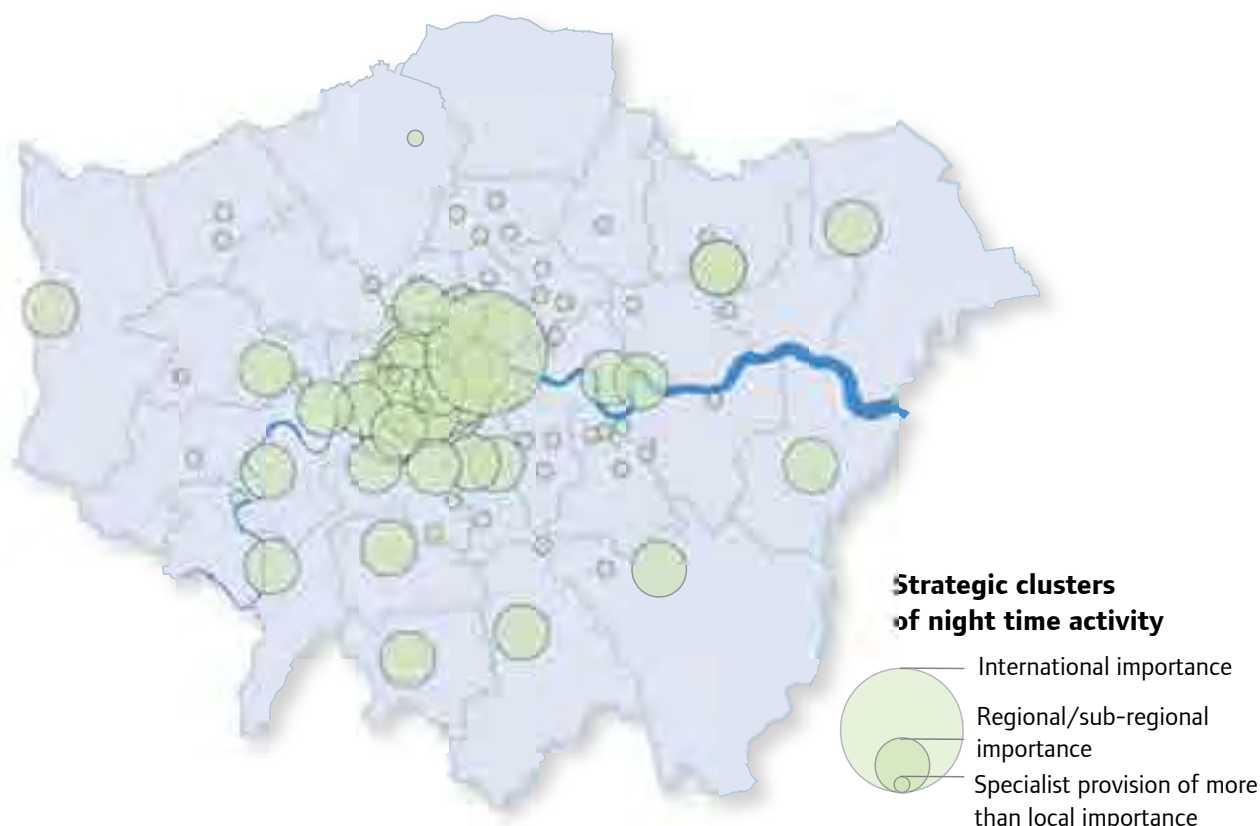 Strategic clusters
of night time activity
International importance
Regional/sub-regional
importance
Specialist provision of more
than local importance